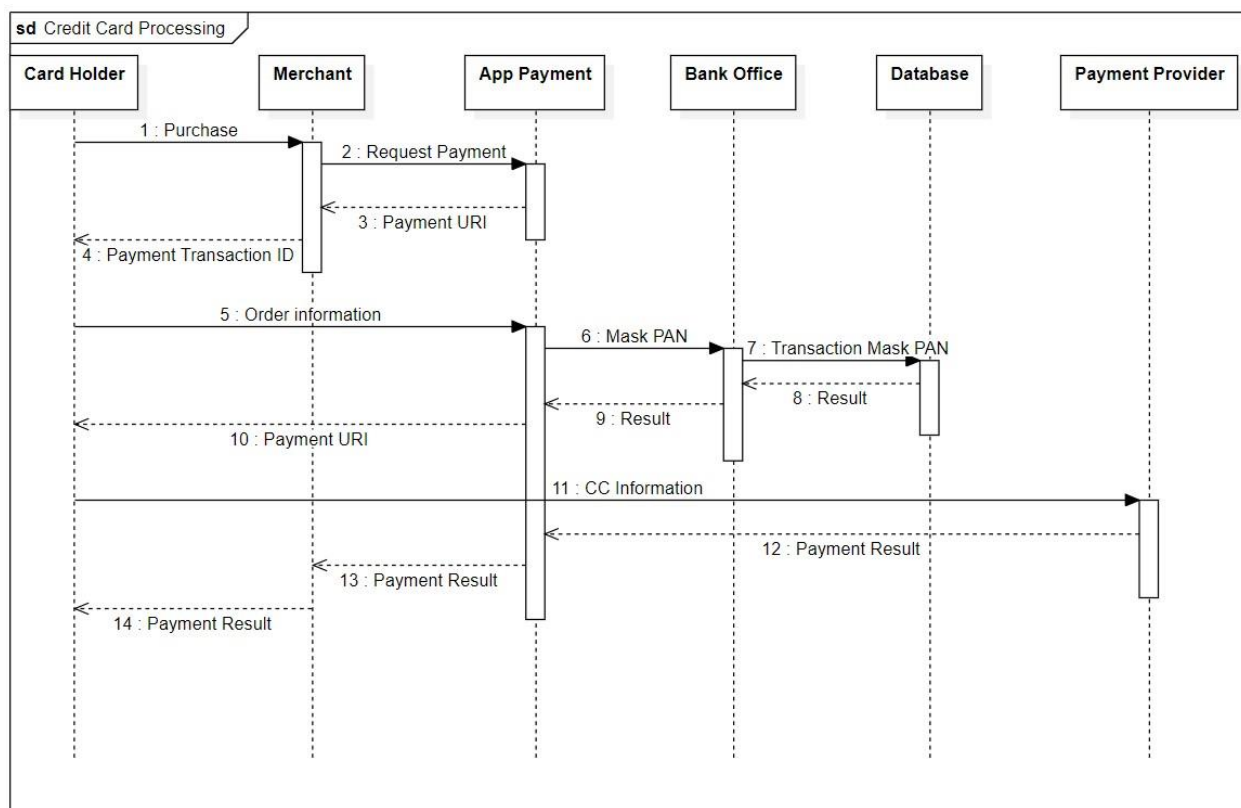 sd Credit Card Processing
Card Holder
Merchant
App Payment
Bank Office
Database
Payment Provider
1 : Purchase
2 : Request Payment
3 : Payment URI
4 : Payment Transaction ID
5 : Order information
6 : Mask PAN
7 : Transaction Mask PAN
8 : Result
9 : Result
10 : Payment URI
11 : CC Information
12 : Payment Result
13 : Payment Result
14 : Payment Result